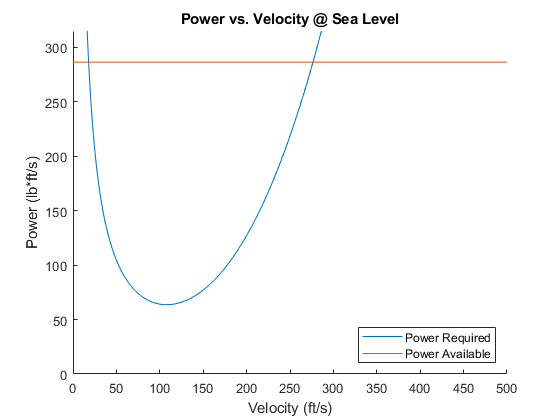 Power vs. Velocity @ Sea Level
Power (lb*ft/s)
300
250
200
150
100
50
0
0 50 100 150 200 250 300 350 400 450 500
Velocity (ft/s)
Power Required
Power Available